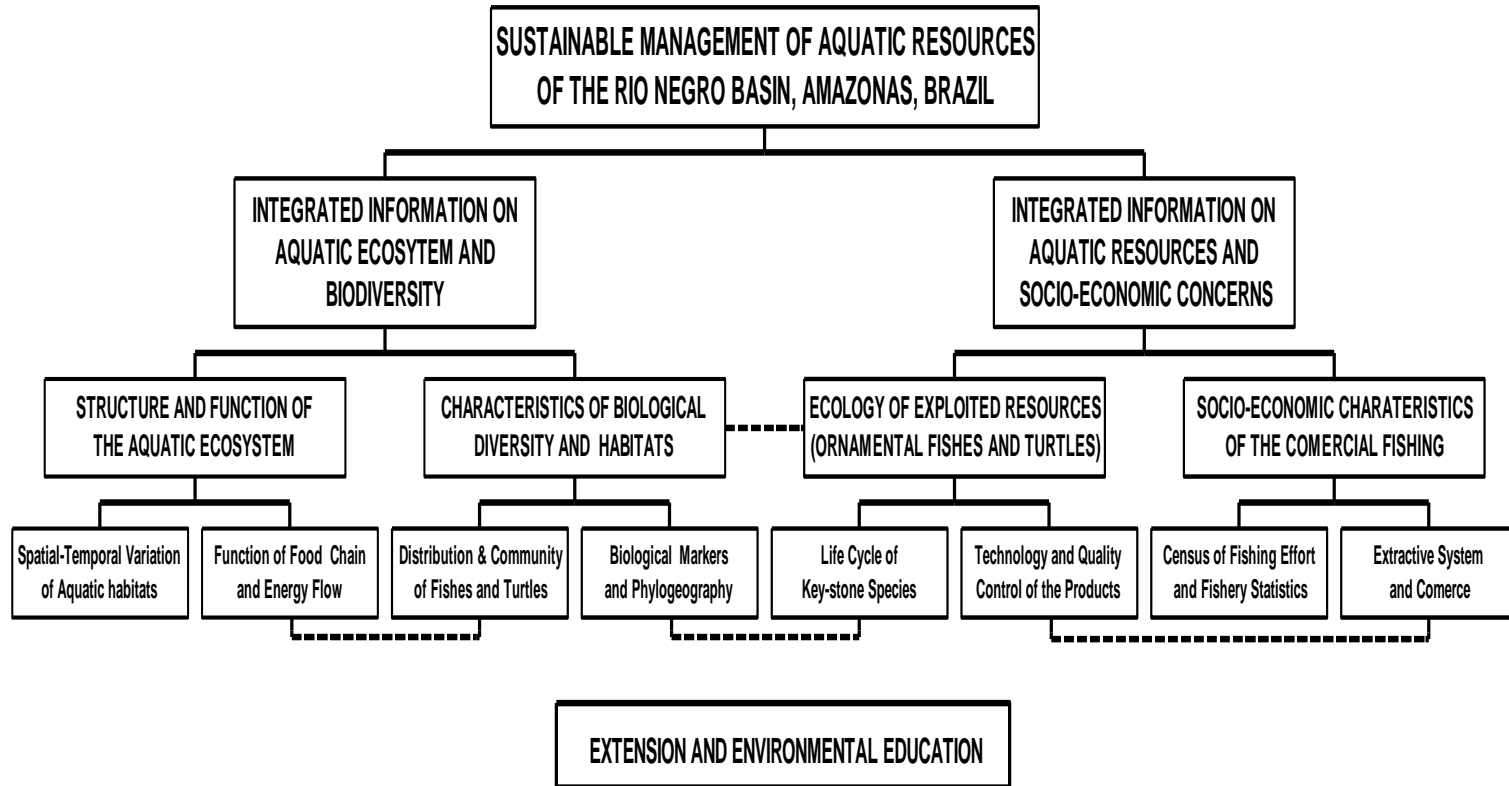 SUSTAINABLE MANAGEMENT OF AQUATIC RESOURCES
OF THE RIO NEGRO BASIN, AMAZONAS, BRAZIL
INTEGRATED INFORMATION ON
AQUATIC ECOSYTEM AND
BIODIVERSITY
INTEGRATED INFORMATION ON
AQUATIC RESOURCES AND
SOCIO-ECONOMIC CONCERNS
STRUCTURE AND FUNCTION OF
THE AQUATIC ECOSYSTEM
CHARACTERISTICS OF BIOLOGICAL
DIVERSITY AND HABITATS
ECOLOGY OF EXPLOITED RESOURCES
(ORNAMENTAL FISHES AND TURTLES)
SOCIO-ECONOMIC CHARATERISTICS
OF THE COMERCIAL FISHING
Spatial-Temporal Variation
of Aquatic habitats
Function of Food Chain
and Energy Flow
Distribution & Community
of Fishes and Turtles
Biological Markers
and Phylogeography
Life Cycle of
Key-stone Species
Technology and Quality
Control of the Products
Census of Fishing Effort
and Fishery Statistics
Extractive System
and Comerce
EXTENSION AND ENVIRONMENTAL EDUCATION